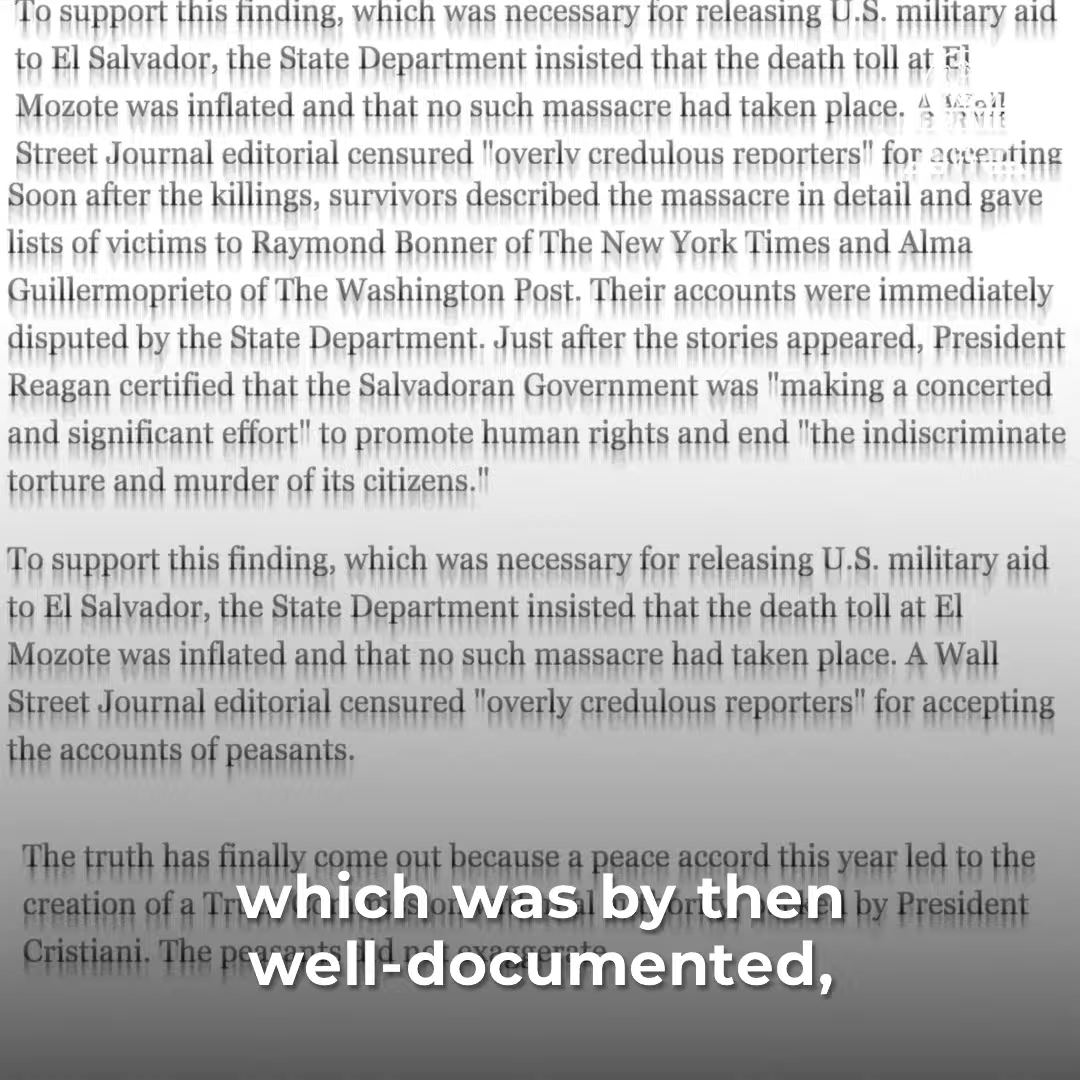 To support this finding, which was necessary for releasing U.S. military aid
to El Salvador, the State Department insisted that the death toll at El
Mozote was inflated and that no such massacre had taken place. A Wall
Street Journal editorial censured "overly credulous reporters" for accepting
Soon after the killings, survivors described the massacre in detail and gave
lists of victims to Raymond Bonner of The New York Times and Alma
Guillermoprieto of The Washington Post. Their accounts were immediately
disputed by the State Department. Just after the stories appeared, President
Reagan certified that the Salvadoran Government was "making a concerted
and significant effort" to promote human rights and end "the indiscriminate
torture and murder of its citizens."
To support this finding, which was necessary for releasing U.S. military aid
to El Salvador, the State Department insisted that the death toll at El
Mozote was inflated and that no such massacre had taken place. A Wall
Street Journal editorial censured "overly credulous reporters" for accepting
the accounts of peasants.
The truth has finally come out because a peace accord this year led to the
creation of a by President
Cristiani. The peasants did not exaggerate
which was by then
well-documented,